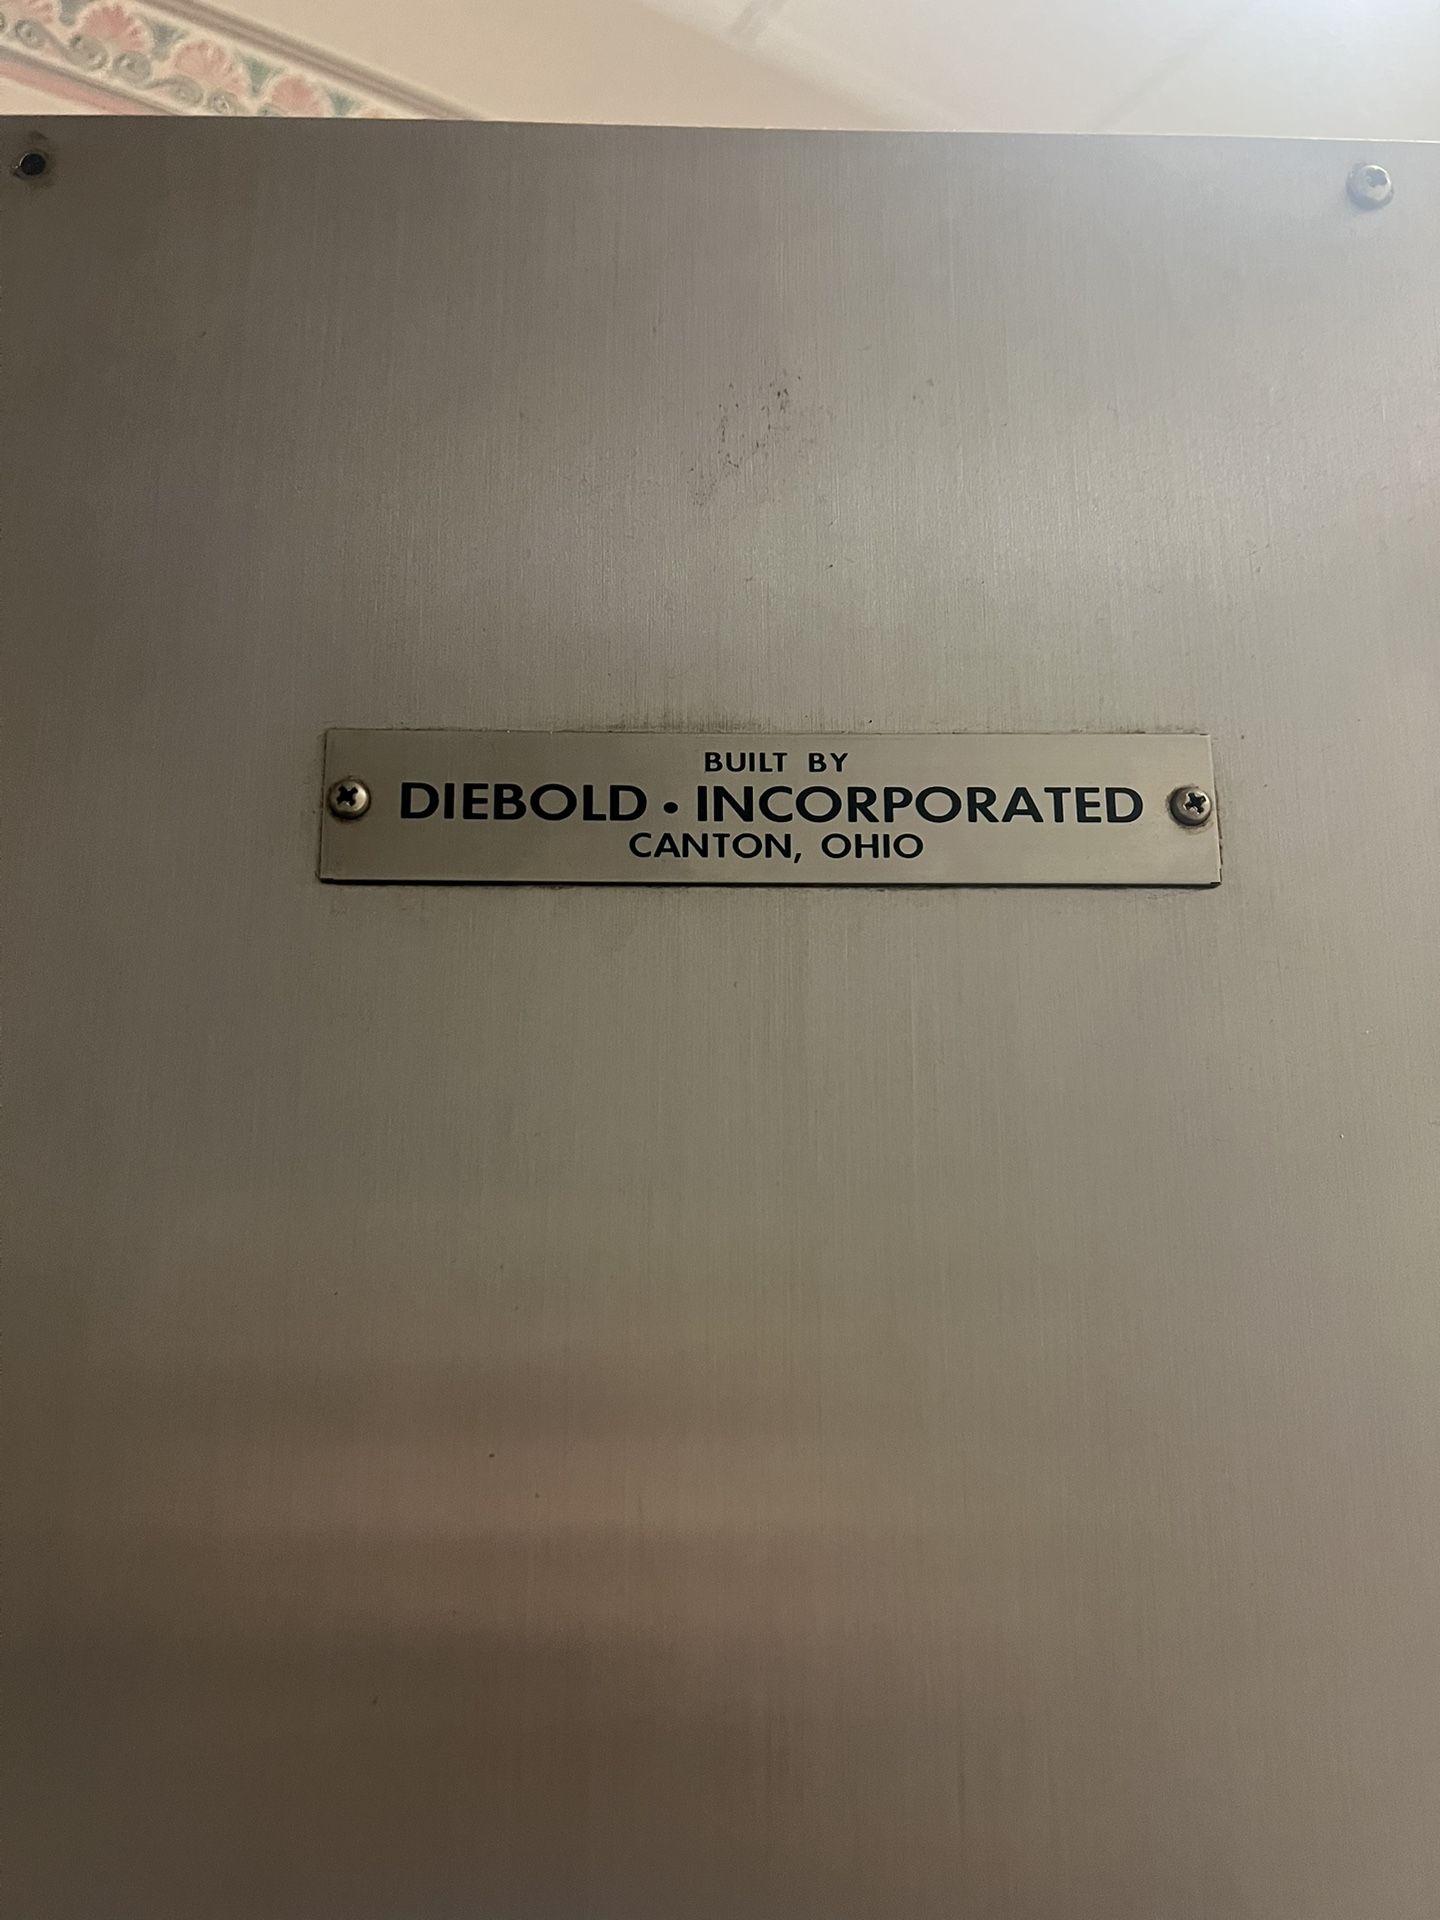 BUILT BY
DIEBOLD • INCORPORATED
CANTON, OHIO